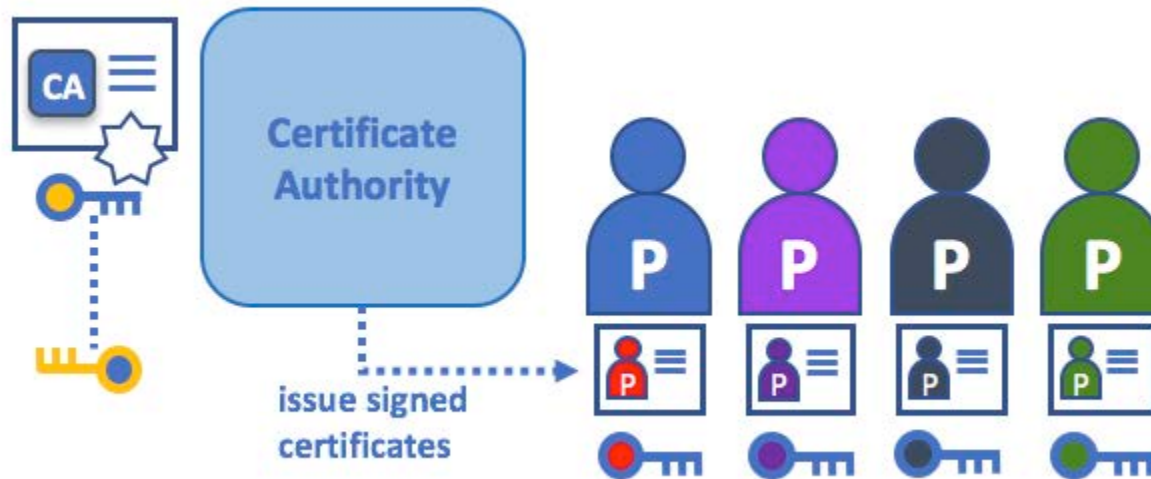 CA
Certificate
Authority
P P P P
issue signed
certificates
P P P P